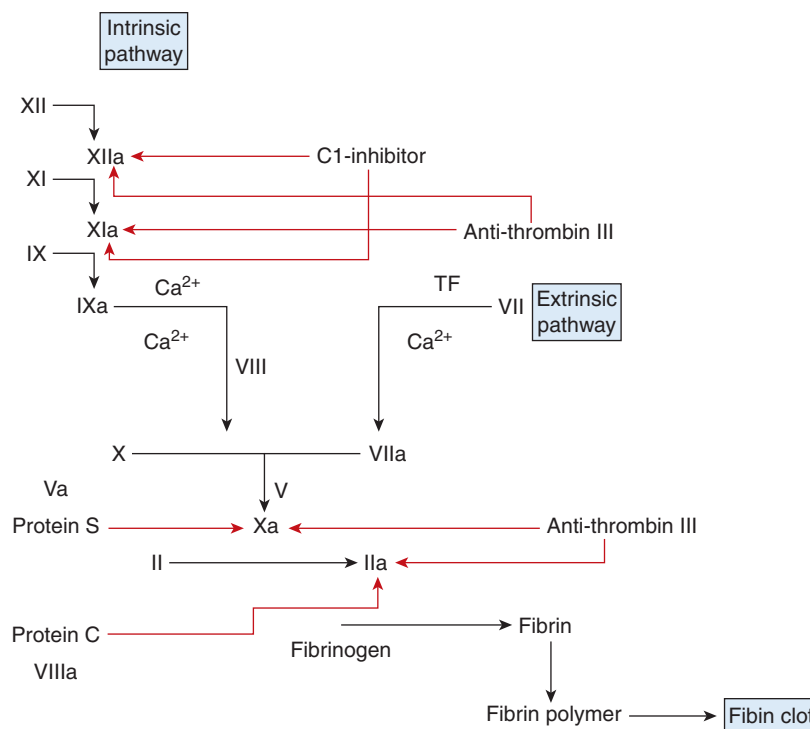 Intrinsic
pathway
XII
XIIa
C1-inhibitor
XI
XIa
Anti-thrombin III
IX
IXa
Ca2+
TF
VII
Extrinsic
pathway
Ca2+
Ca2+
VIII
X
VIIa
Va
V
Protein S
Xa
Anti-thrombin III
II
IIa
Protein C
Fibrinogen
Fibrin
VIIIa
Fibrin polymer
Fibin clot